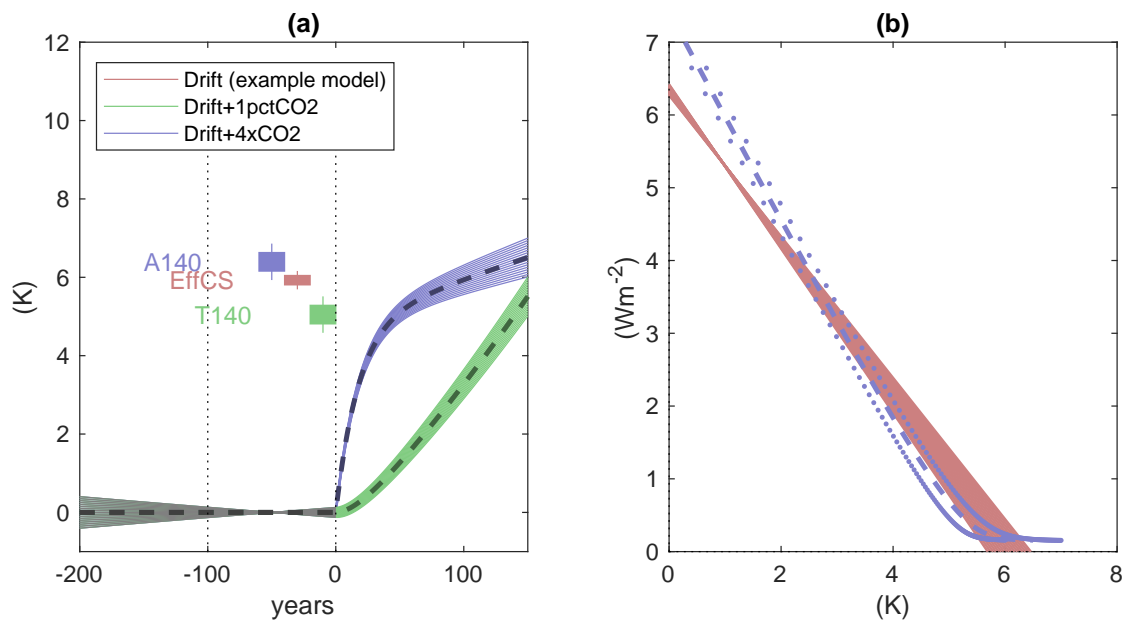 (a)
12
10
8
6
4
2
0
(K)
Drift (example model)
Drift+1pctCO2
Drift+4xCO2
A140
EffCS
T140
-200
-100
0
100
years
(b)
7
6
5
4
3
2
1
0
(Wm-2)
0
2
4
6
8
(K)